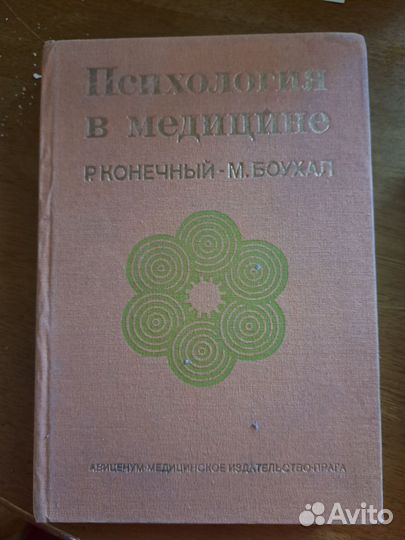 Психология
в медицине
Р. КОНЕЧНЫЙ-М. БОУХАЛ
АВИЦЕНУМ·МЕДИЦИНСКОЕ ИЗДАТЕЛЬСТВО·ПРАГА
Avito